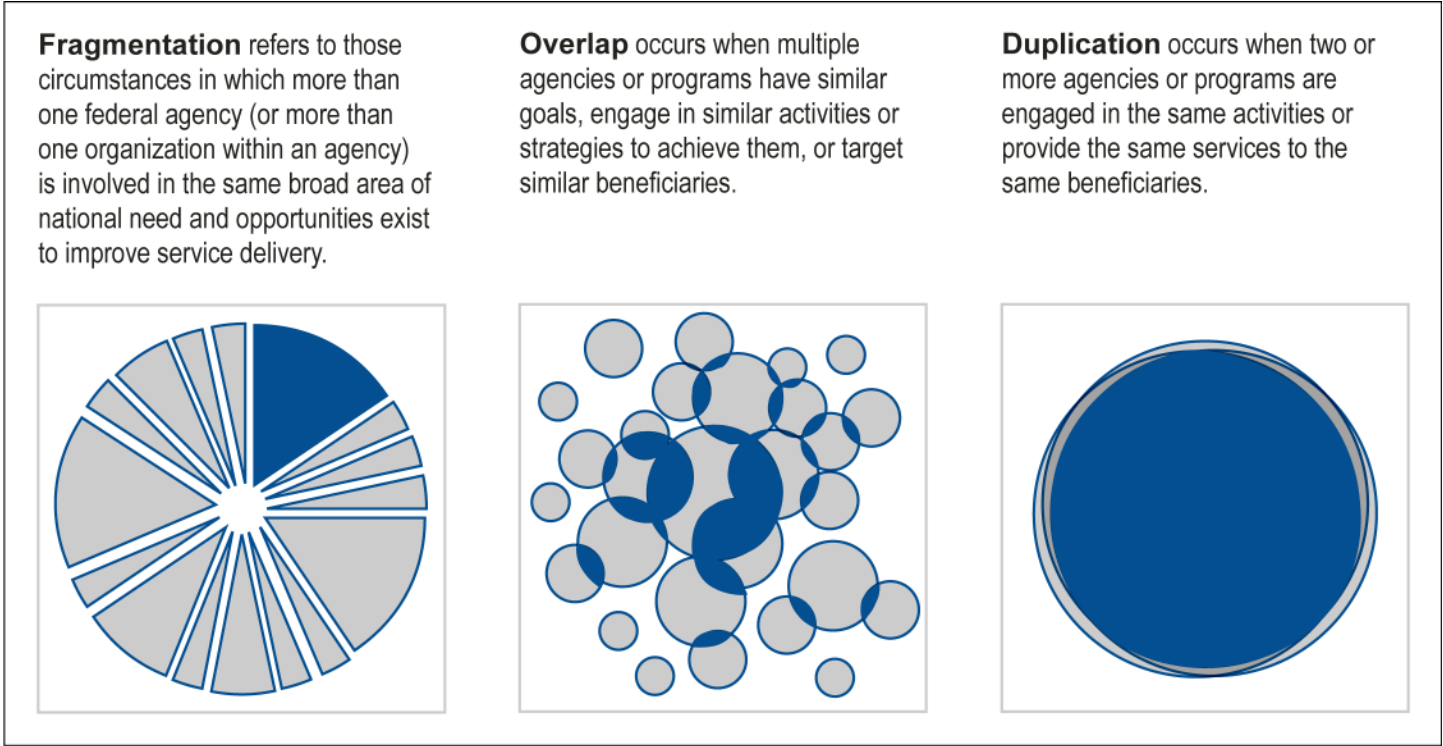 Fragmentation refers to those
circumstances in which more than
one federal agency (or more than
one organization within an agency)
is involved in the same broad area of
national need and opportunities exist
to improve service delivery.
Overlap occurs when multiple
agencies or programs have similar
goals, engage in similar activities or
strategies to achieve them, or target
similar beneficiaries.
Duplication occurs when two or
more agencies or programs are
engaged in the same activities or
provide the same services to the
same beneficiaries.